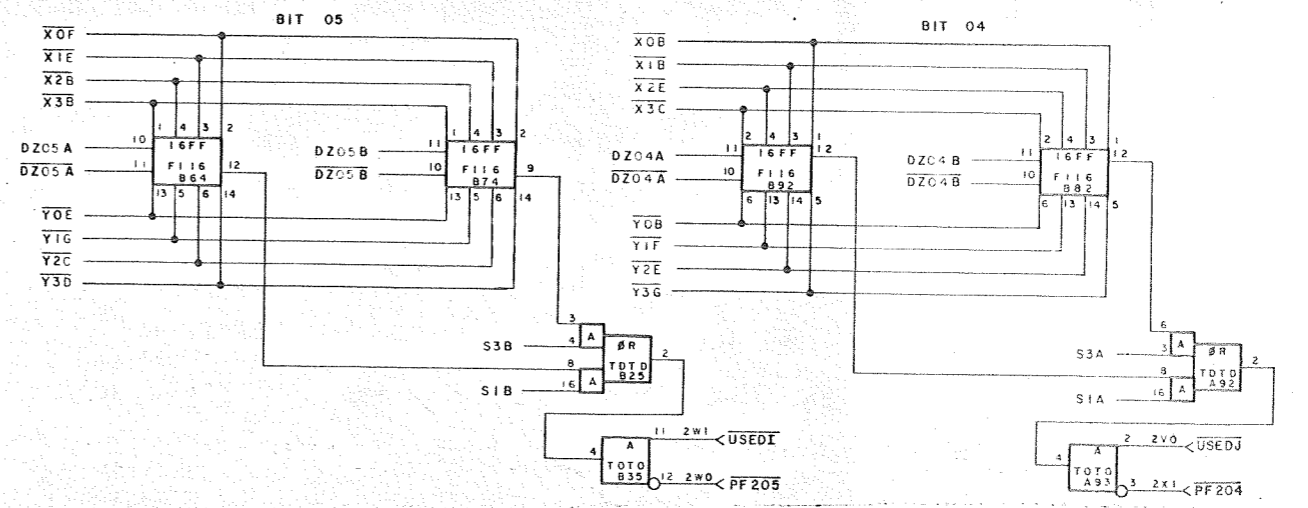 BIT 05
X0F
X1E
X2B
X3B
1 4 3 2
10
11
DZ05A
DZ05A
16FF
F116
B64
12
13 5 6 14
DZ05B
DZ05B
11
10
1 4 3 2
16FF
F116
B74
9
13 5 6 14
Y0E
Y1G
Y2C
Y3D
3
A
S3B
4
ØR
TDTD
B25
2
8
A
S1B
16
4
A
TOTO
B35
11 2W1 USEDI
12 2W0 PF205
BIT 04
X0B
X1B
X2E
X3C
2 4 3 1
DZ04A
DZ04A
11
10
16FF
F116
B92
12
6 13 14 5
DZ04B
DZ04B
11
10
2 4 3 1
16FF
F116
B82
12
6 13 14 5
Y0B
Y1F
Y2E
Y3G
6
A
S3A
3
ØR
TDTD
A92
2
8
A
S1A
16
4
A
TOTO
A93
2 2V0 USEDJ
3 2X1 PF204